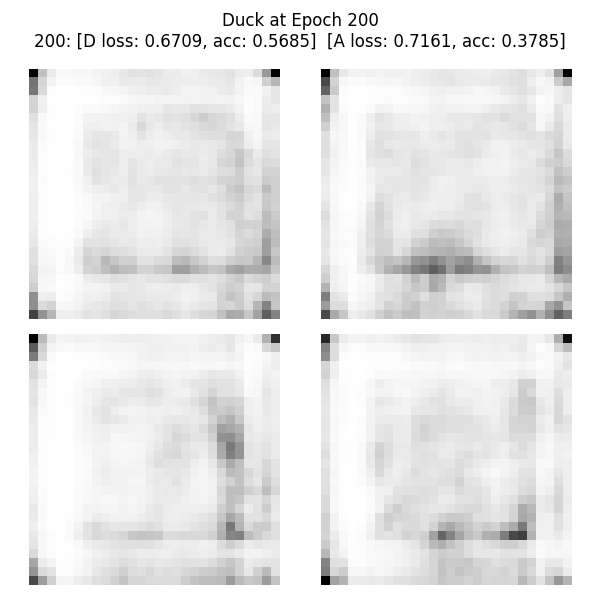 Duck at Epoch 200
200: [D loss: 0.6709, acc: 0.5685]  [A loss: 0.7161, acc: 0.3785]